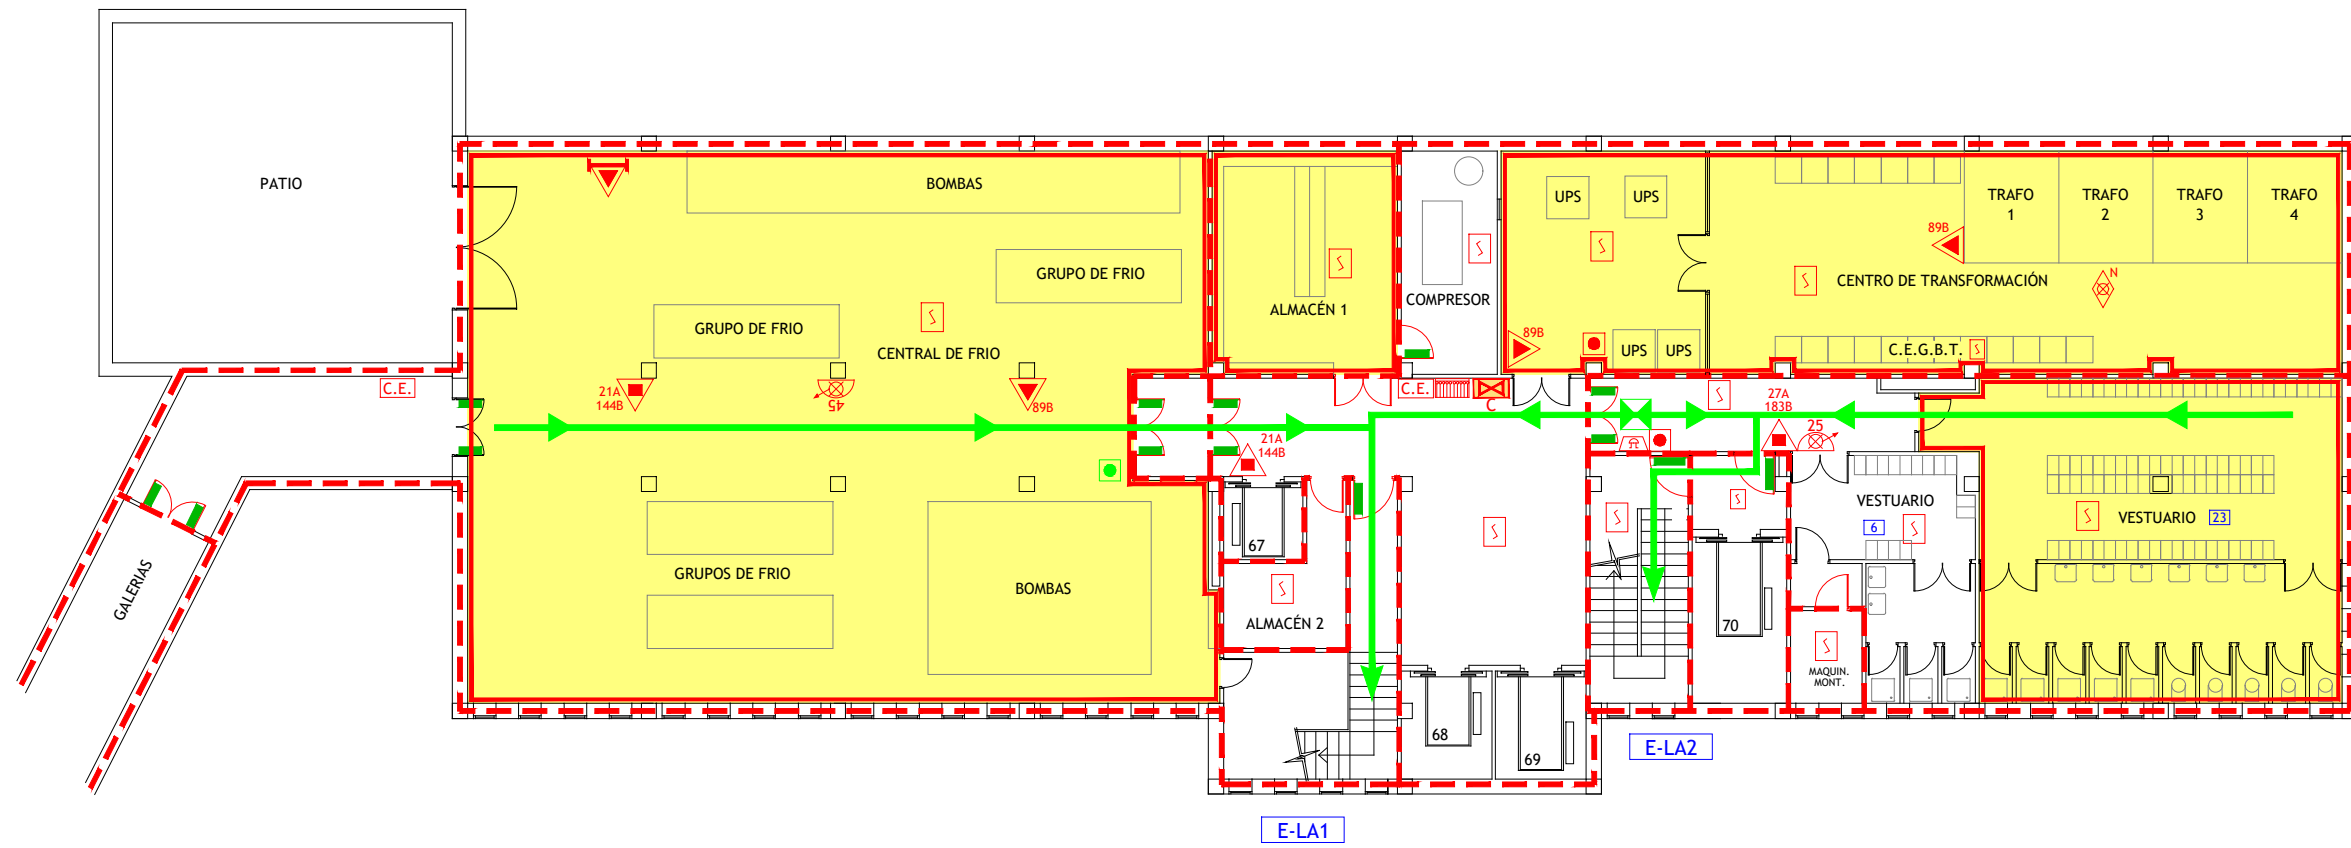 PATIO
BOMBAS
UPS
UPS
TRAFO
1
TRAFO
2
TRAFO
3
TRAFO
4
89B
GRUPO DE FRIO
CENTRO DE TRANSFORMACIÓN
N
ALMACÉN 1
COMPRESOR
GRUPO DE FRIO
CENTRAL DE FRIO
89B
UPS
UPS
C.E.G.B.T.
C.E.
21A
144B
45
89B
C.E.
C
27A
183B
25
21A
144B
VESTUARIO
6
VESTUARIO
23
67
GRUPOS DE FRIO
BOMBAS
GALERIAS
ALMACÉN 2
70
MAQUIN.
MONT.
68
69
E-LA2
E-LA1